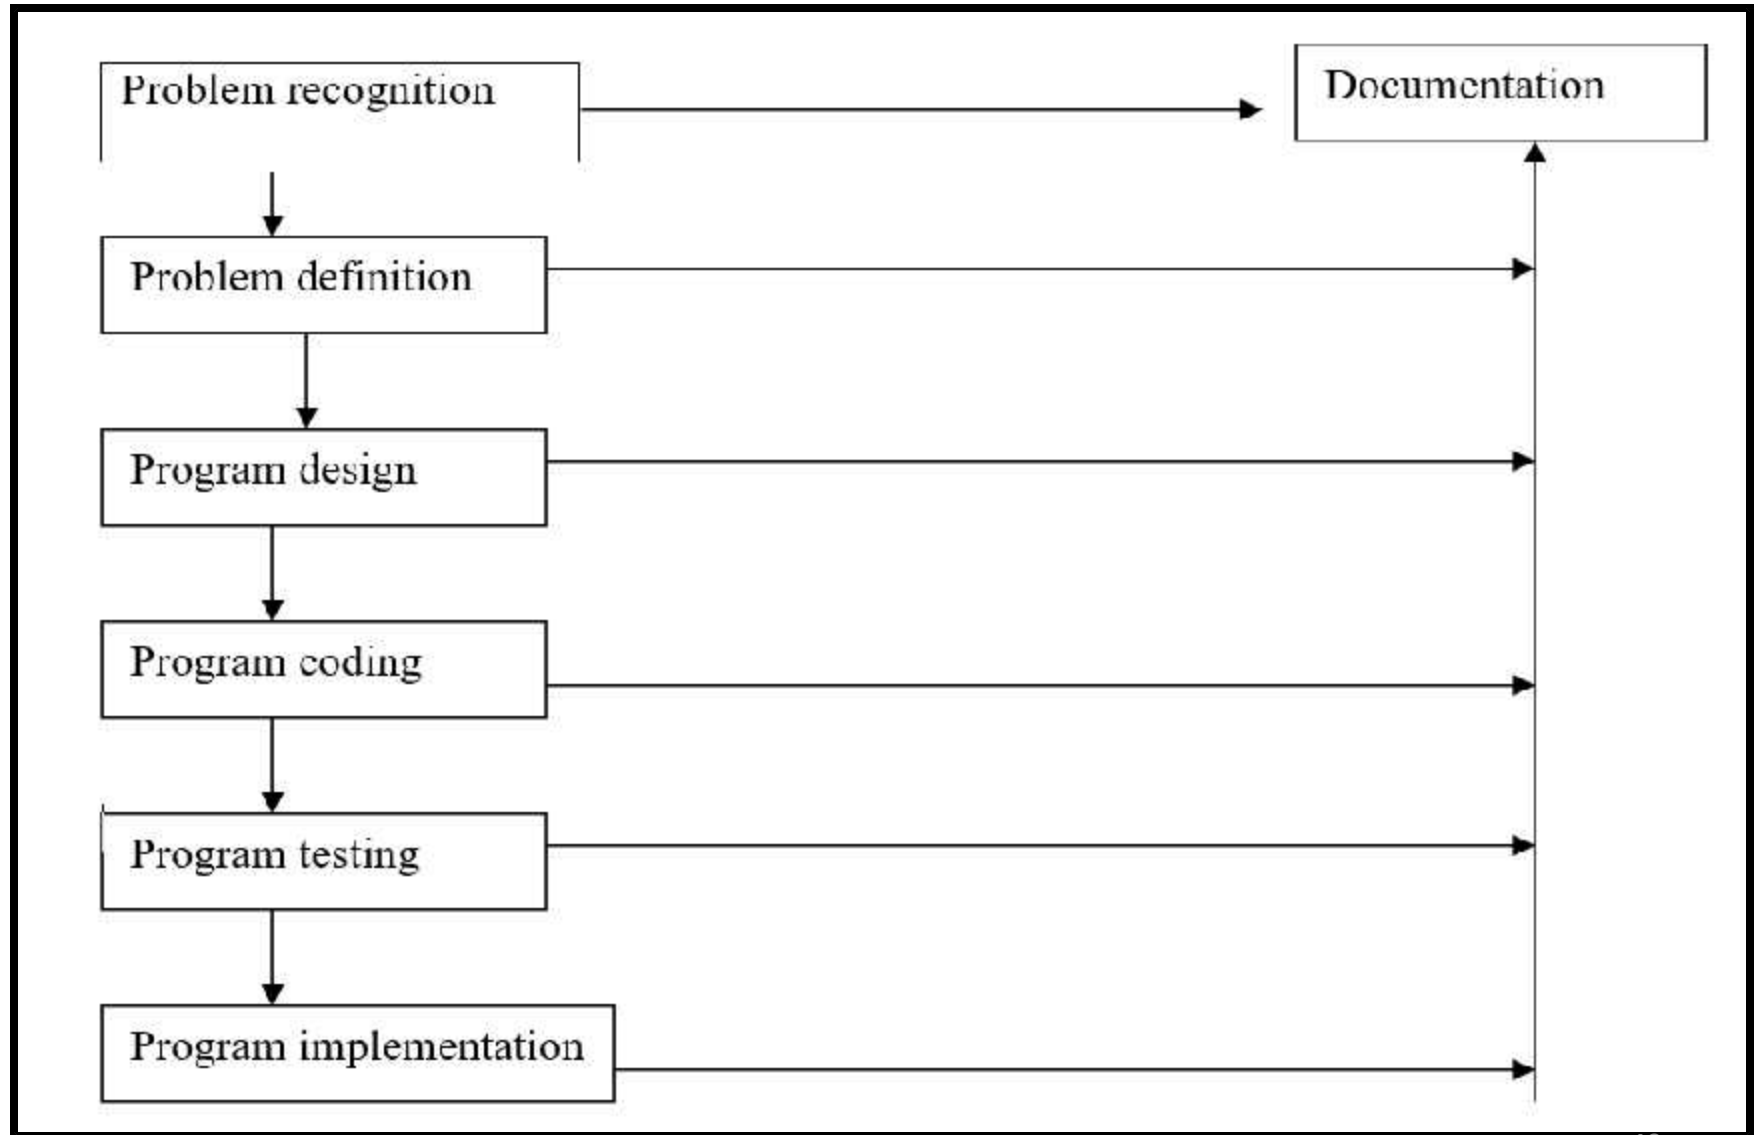 Problem recognition
Documentation
Problem definition
Program design
Program coding
Program testing
Program implementation